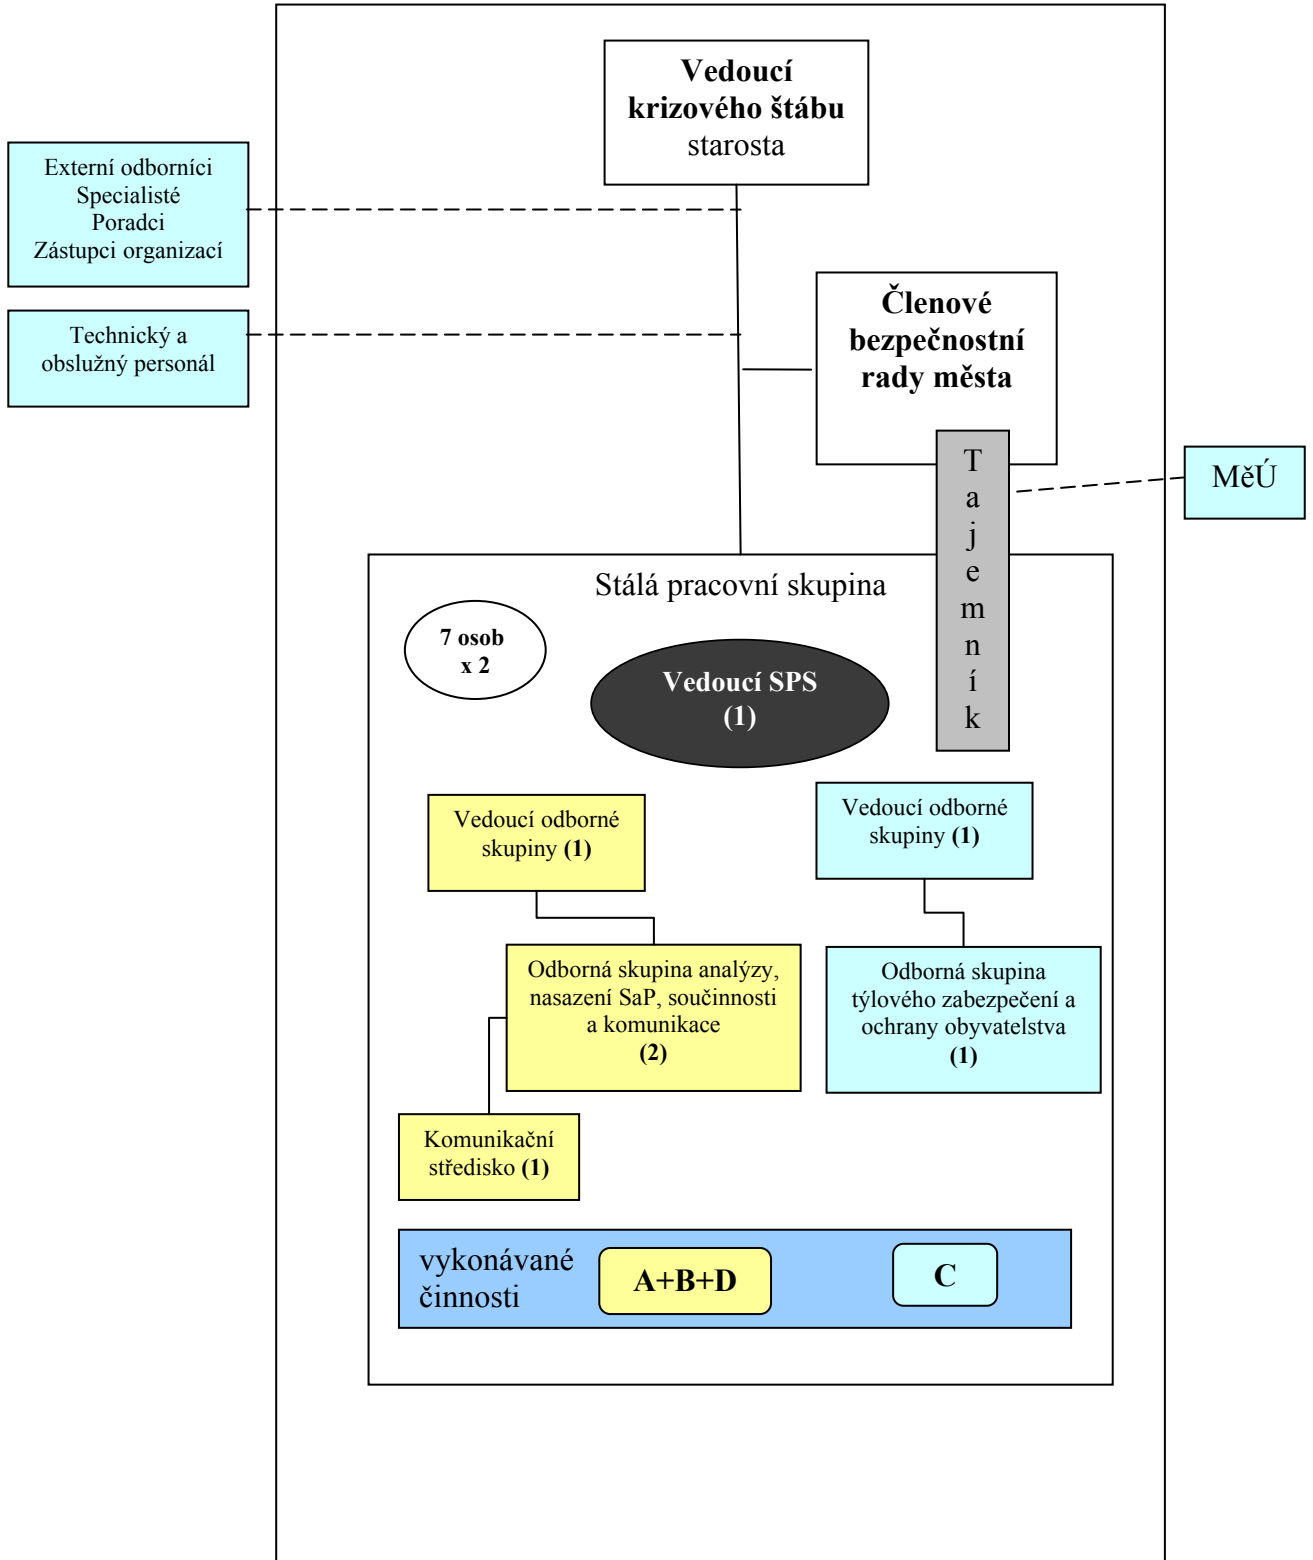 Vedoucí
krizového štábu
starosta
Externí odborníci
Specialisté
Poradci
Zástupci organizací
Technický a
obslužný personál
Členové
bezpečnostní
rady města
Tajemník
MěÚ
Stálá pracovní skupina
7 osob
x 2
Vedoucí SPS
(1)
Vedoucí odborné
skupiny (1)
Vedoucí odborné
skupiny (1)
Odborná skupina analýzy,
nasazení SaP, součinnosti
a komunikace
(2)
Odborná skupina
týlového zabezpečení a
ochrany obyvatelstva
(1)
Komunikační
středisko (1)
vykonávané
činnosti
A+B+D
C